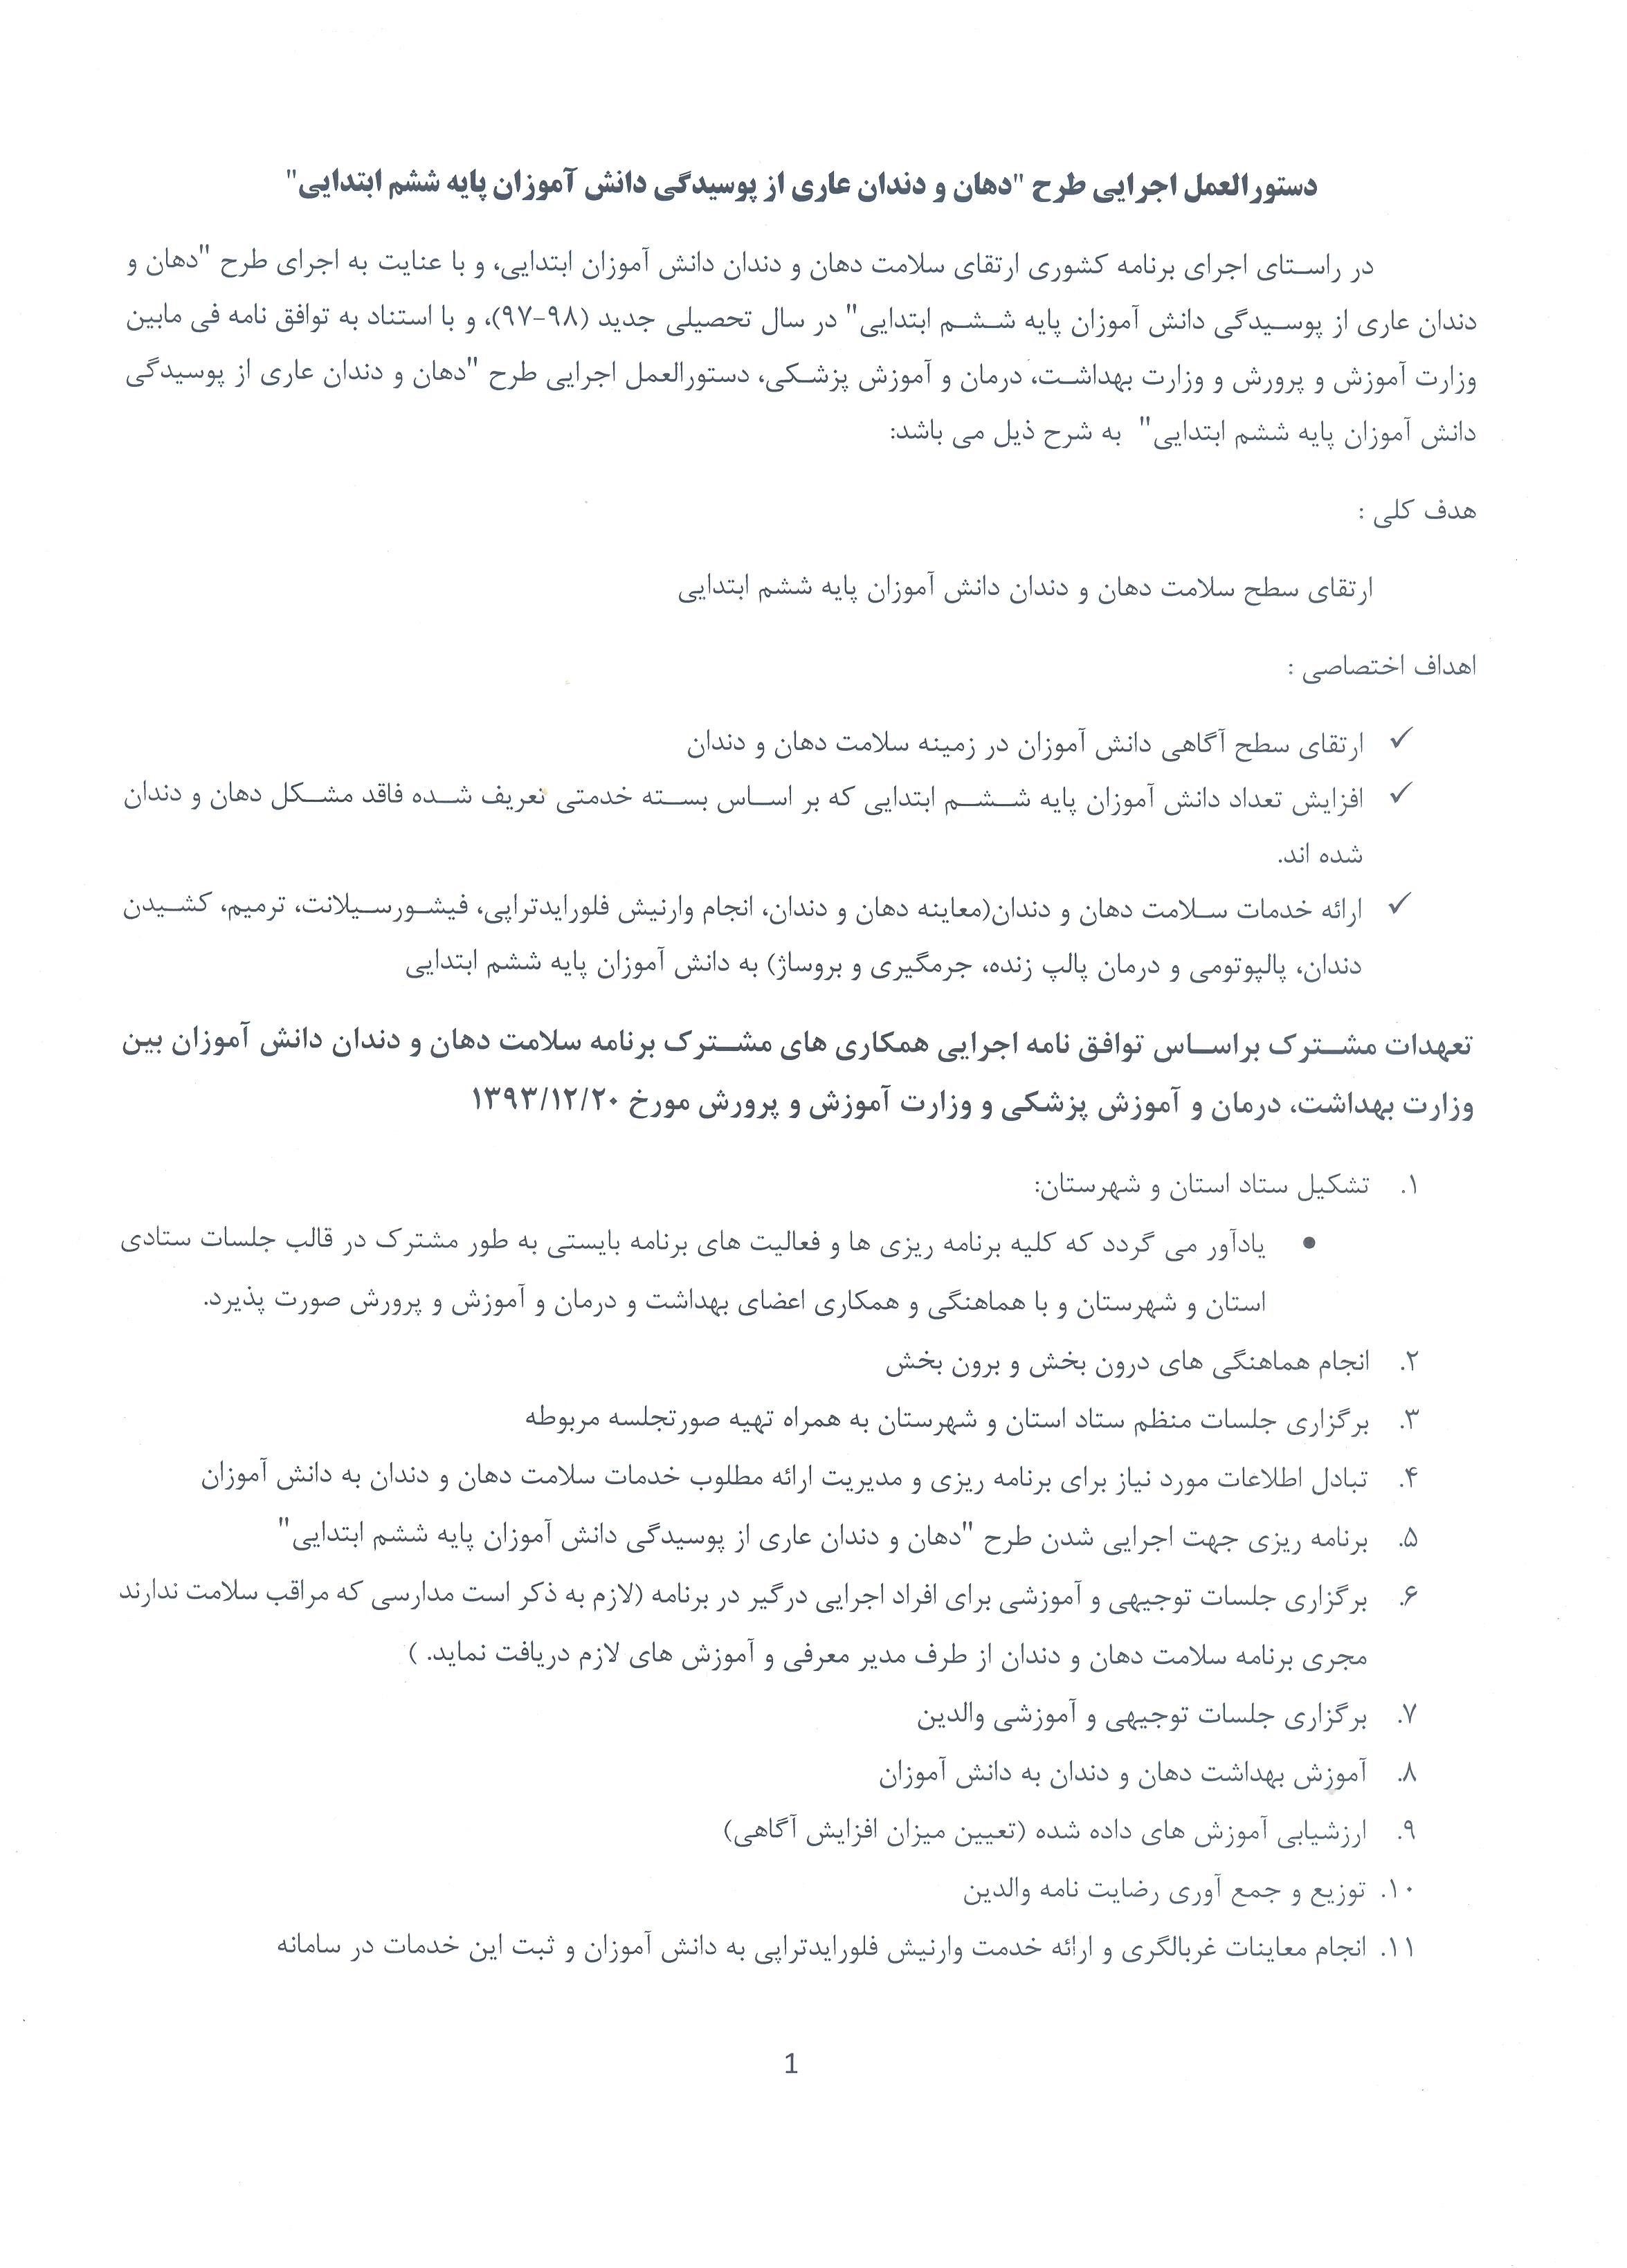 دستورالعمل اجرایی طرح "دهان و دندان عاری از پوسیدگی دانش آموزان پایه ششم ابتدایی"
در راستای اجرای برنامه کشوری ارتقای سلامت دهان و دندان دانش آموزان ابتدایی، و با عنایت به اجرای طرح "دهان و
دندان عاری از پوسیدگی دانش آموزان پایه ششم ابتدایی" در سال تحصیلی جدید (۹۸-۹۷)، و با استناد به توافق نامه فی مابین
وزارت آموزش و پرورش و وزارت بهداشت، درمان و آموزش پزشکی، دستورالعمل اجرایی طرح "دهان و دندان عاری از پوسیدگی
دانش آموزان پایه ششم ابتدایی" به شرح ذیل می باشد:
هدف کلی :
ارتقای سطح سلامت دهان و دندان دانش آموزان پایه ششم ابتدایی
اهداف اختصاصی :
✓ ارتقای سطح آگاهی دانش آموزان در زمینه سلامت دهان و دندان
✓ افزایش تعداد دانش آموزان پایه ششم ابتدایی که بر اساس بسته خدمتی تعریف شده فاقد مشکل دهان و دندان
شده اند.
✓ ارائه خدمات سلامت دهان و دندان(معاینه دهان و دندان، انجام وارنیش فلورایدتراپی، فیشورسیلانت، ترمیم، کشیدن
دندان، پالپوتومی و درمان پالپ زنده، جرمگیری و بروساژ) به دانش آموزان پایه ششم ابتدایی
تعهدات مشترک براساس توافق نامه اجرایی همکاری های مشترک برنامه سلامت دهان و دندان دانش آموزان بین
وزارت بهداشت، درمان و آموزش پزشکی و وزارت آموزش و پرورش مورخ ۱۳۹۳/۱۲/۲۰
۱. تشکیل ستاد استان و شهرستان:
• یادآور می گردد که کلیه برنامه ریزی ها و فعالیت های برنامه بایستی به طور مشترک در قالب جلسات ستادی
استان و شهرستان و با هماهنگی و همکاری اعضای بهداشت و درمان و آموزش و پرورش صورت پذیرد.
۲. انجام هماهنگی های درون بخش و برون بخش
۳. برگزاری جلسات منظم ستاد استان و شهرستان به همراه تهیه صورتجلسه مربوطه
۴. تبادل اطلاعات مورد نیاز برای برنامه ریزی و مدیریت ارائه مطلوب خدمات سلامت دهان و دندان به دانش آموزان
۵. برنامه ریزی جهت اجرایی شدن طرح "دهان و دندان عاری از پوسیدگی دانش آموزان پایه ششم ابتدایی"
۶. برگزاری جلسات توجیهی و آموزشی برای افراد اجرایی درگیر در برنامه (لازم به ذکر است مدارسی که مراقب سلامت ندارند
مجری برنامه سلامت دهان و دندان از طرف مدیر معرفی و آموزش های لازم دریافت نماید. )
۷. برگزاری جلسات توجیهی و آموزشی والدین
۸. آموزش بهداشت دهان و دندان به دانش آموزان
۹. ارزشیابی آموزش های داده شده (تعیین میزان افزایش آگاهی)
۱۰. توزیع و جمع آوری رضایت نامه والدین
۱۱. انجام معاینات غربالگری و ارائه خدمت وارنیش فلورایدتراپی به دانش آموزان و ثبت این خدمات در سامانه
1